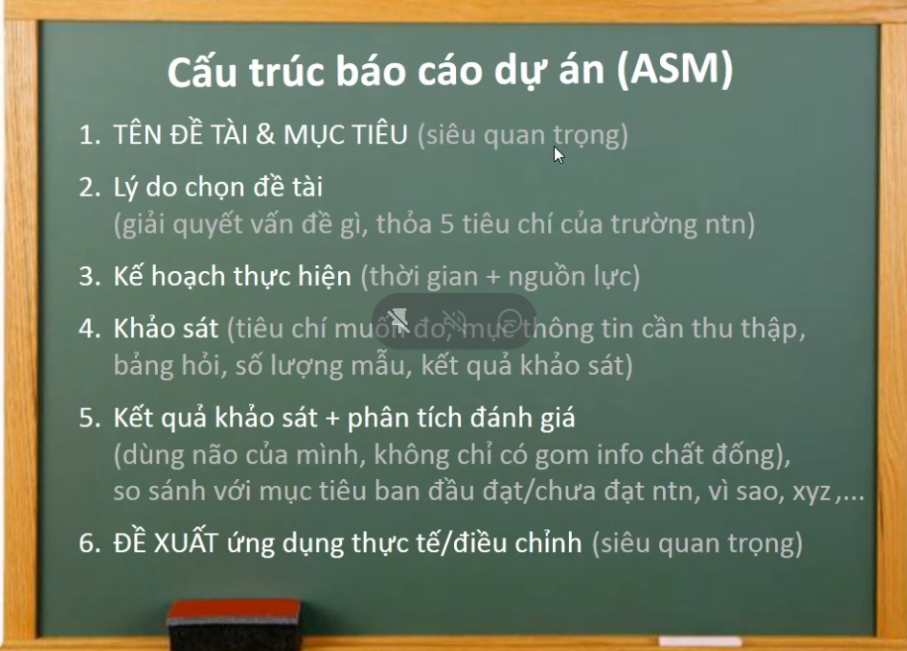 Cấu trúc báo cáo dự án (ASM)
1. TÊN ĐỀ TÀI & MỤC TIÊU (siêu quan trọng)
2. Lý do chọn đề tài
(giải quyết vấn đề gì, thỏa 5 tiêu chí của trường ntn)
3. Kế hoạch thực hiện (thời gian + nguồn lực)
4. Khảo sát (tiêu chí muốn đo, mục thông tin cần thu thập,
bảng hỏi, số lượng mẫu, kết quả khảo sát)
5. Kết quả khảo sát + phân tích đánh giá
(dùng não của mình, không chỉ có gom info chất đống),
so sánh với mục tiêu ban đầu đạt/chưa đạt ntn, vì sao, xyz,...
6. ĐỀ XUẤT ứng dụng thực tế/điều chỉnh (siêu quan trọng)